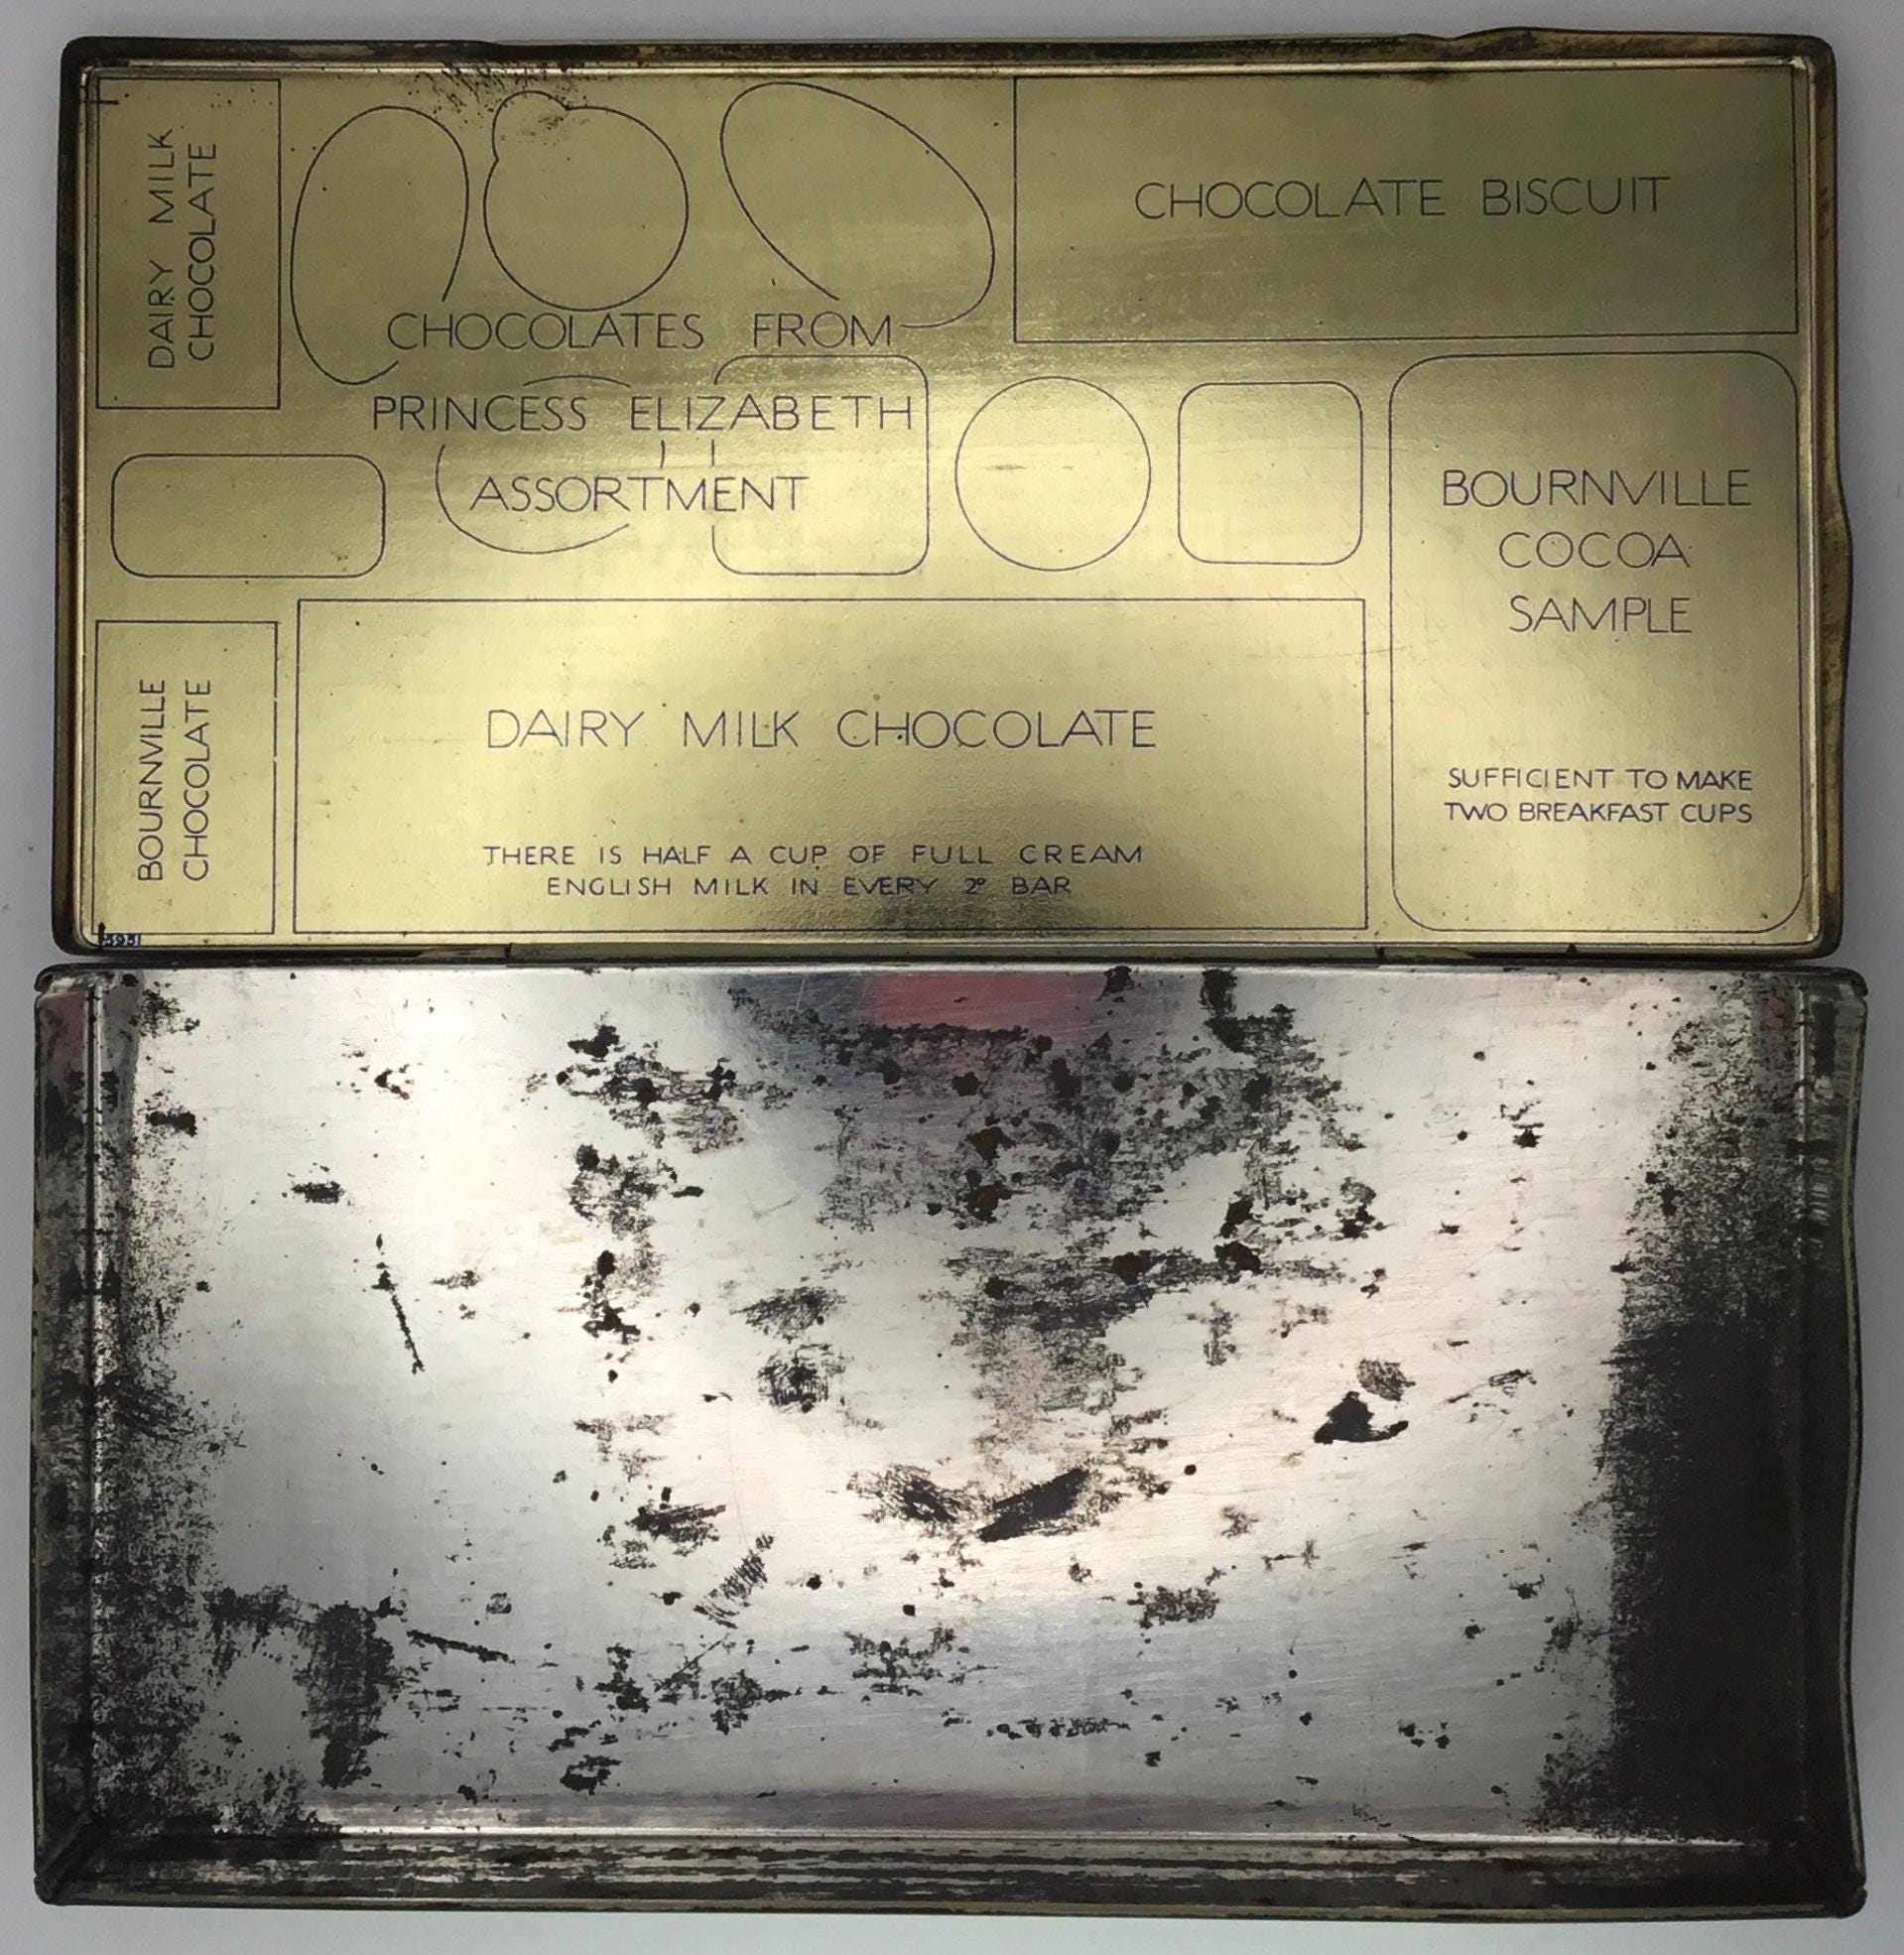 DAIRY MILK
CHOCOLATE
CHOCOLATE BISCUIT
CHOCOLATES FROM
PRINCESS ELIZABETH
ASSORTMENT
BOURNVILLE
COCOA
SAMPLE
SUFFICIENT TO MAKE
TWO BREAKFAST CUPS
BOURNVILLE
CHOCOLATE
DAIRY MILK CHOCOLATE
THERE IS HALF A CUP OF FULL CREAM
ENGLISH MILK IN EVERY 2ᴰ BAR